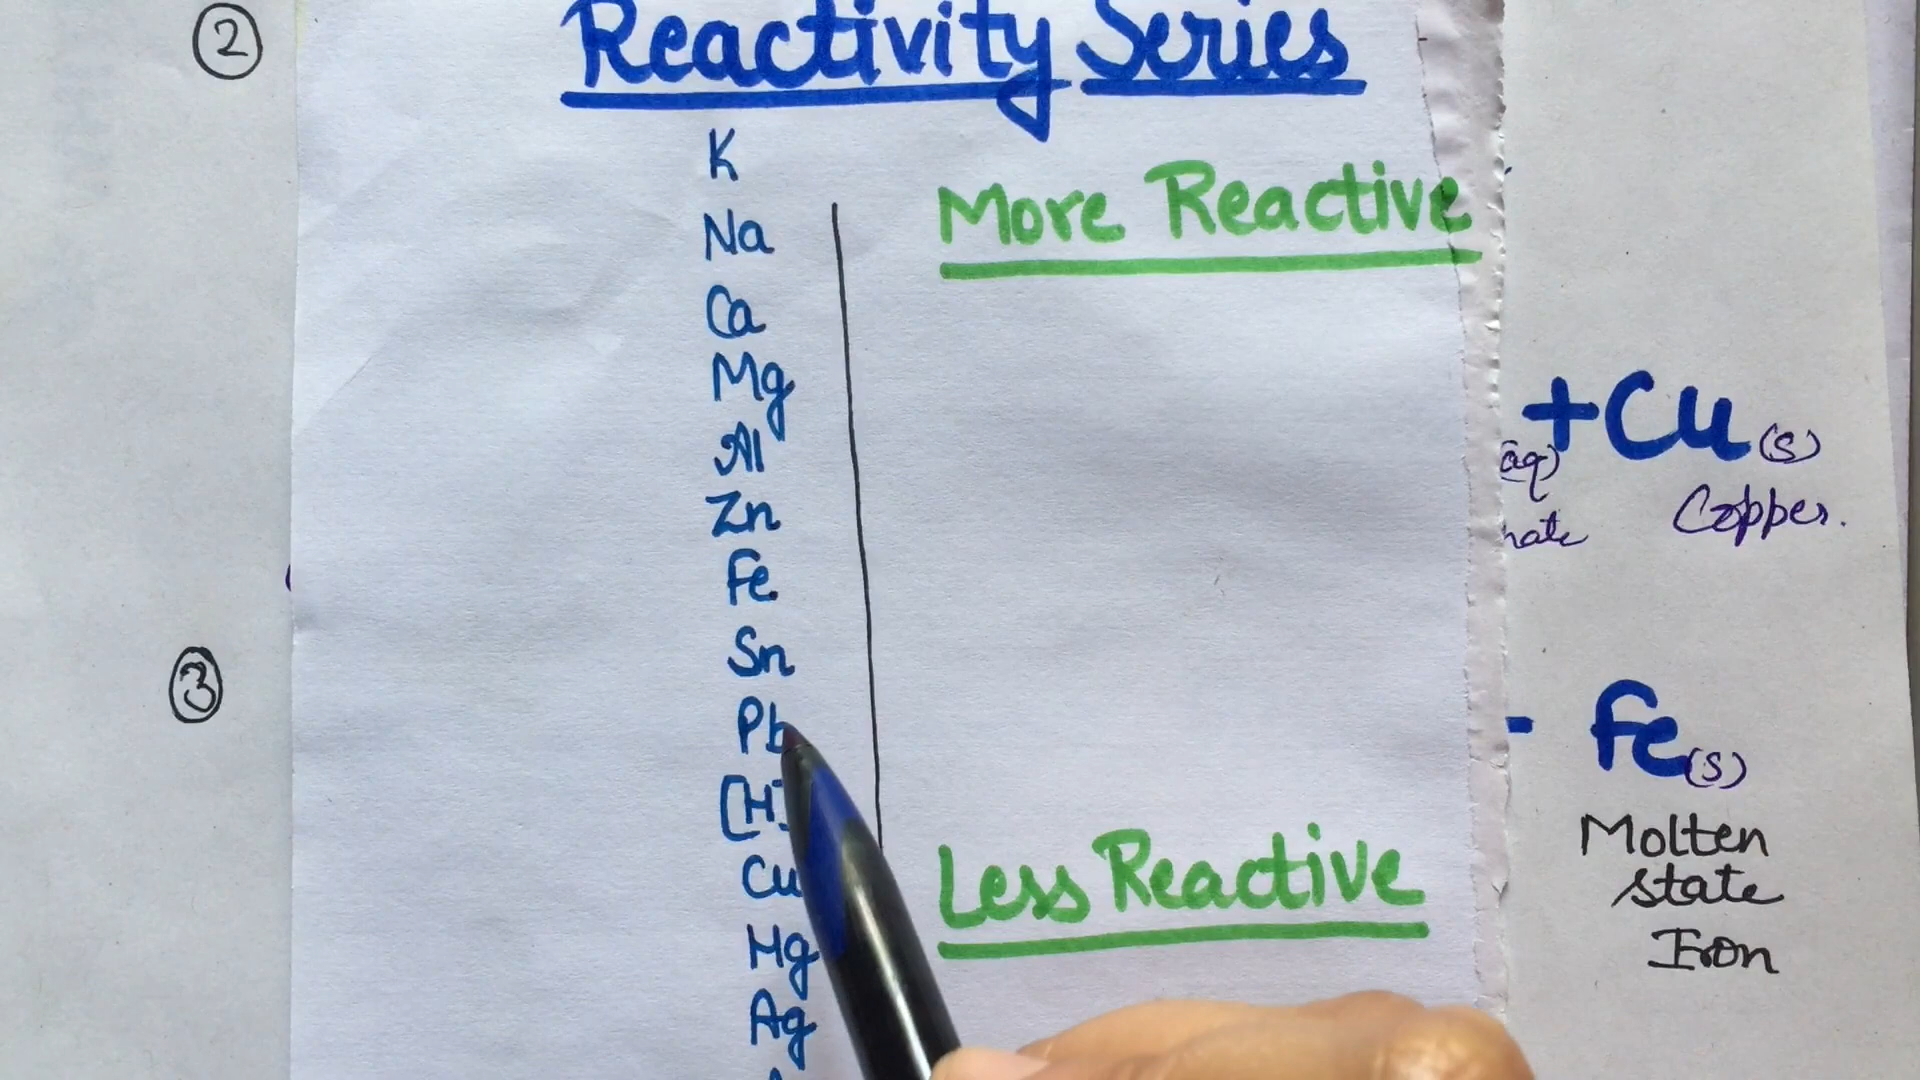 ②
Reactivity Series
K
Na
Ca
Mg
Al
Zn
Fe
Sn
Pb
[H]
Cu
Hg
Ag
More Reactive
Less Reactive
+Cu(s)
(aq)
Copper.
③
Fe(s)
Molten
state
Iron